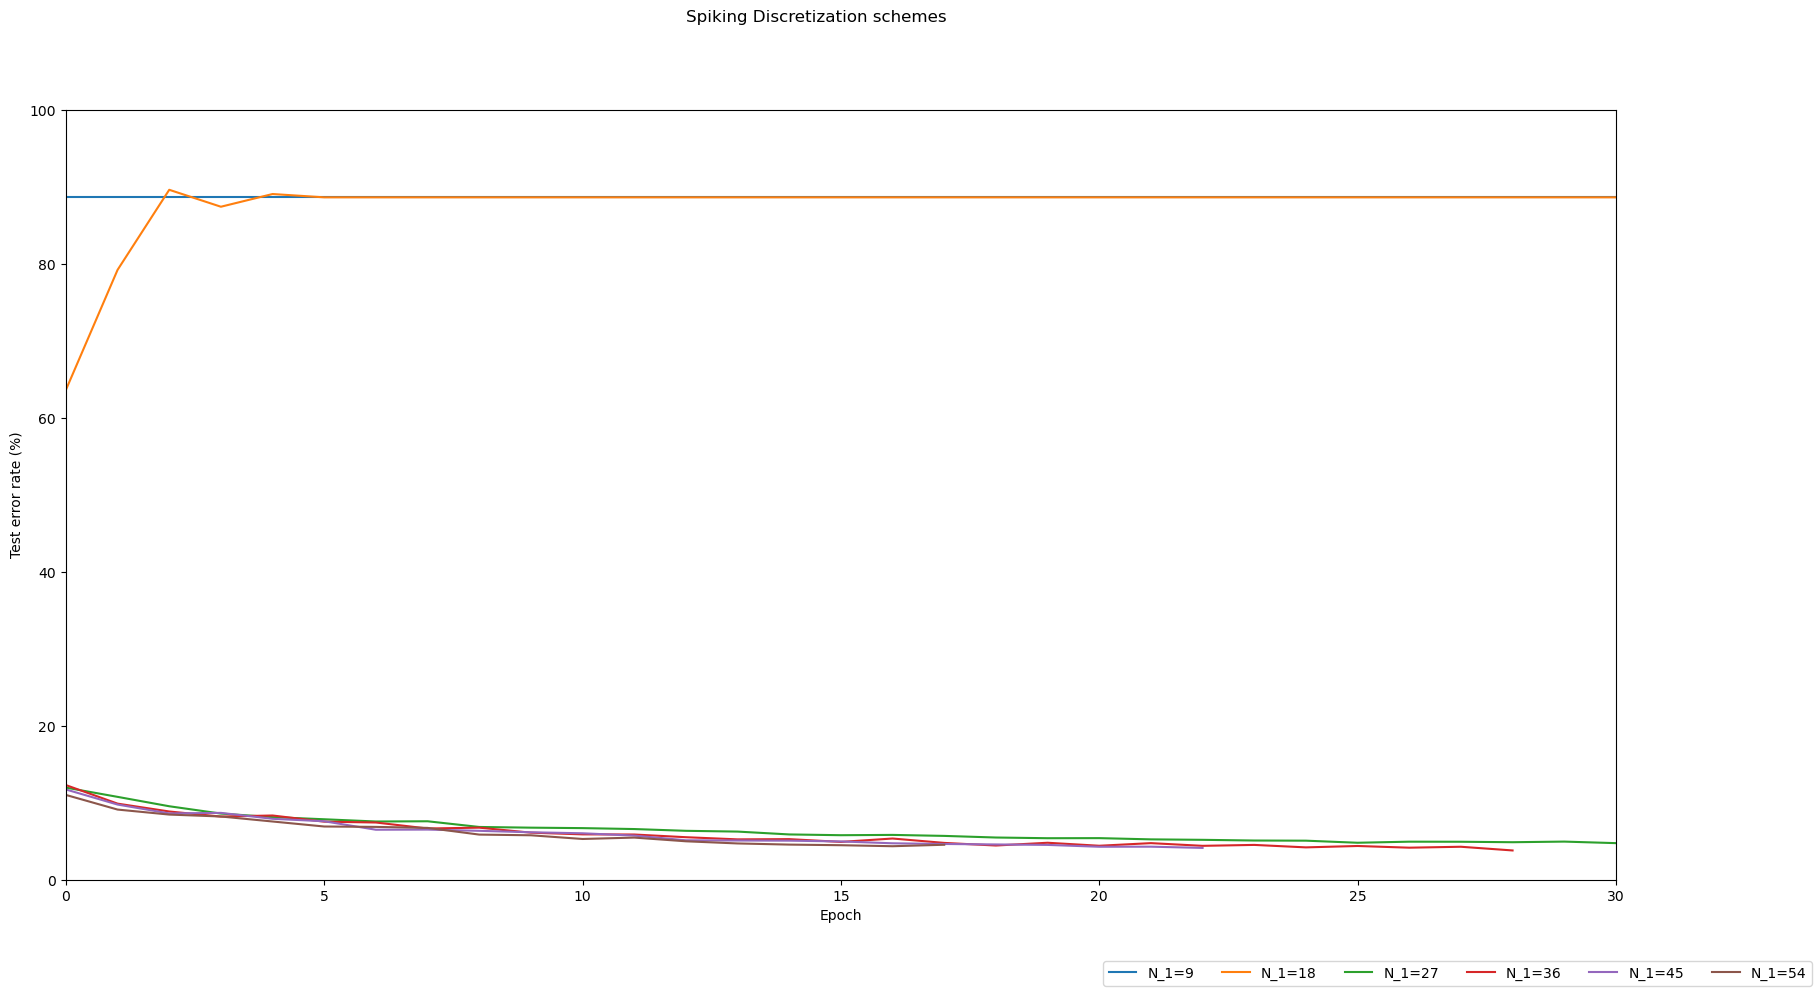 Spiking Discretization schemes
100
80
60
40
20
0
Test error rate (%)
0 5 10 15 20 25 30
Epoch
N_1=9 N_1=18 N_1=27 N_1=36 N_1=45 N_1=54